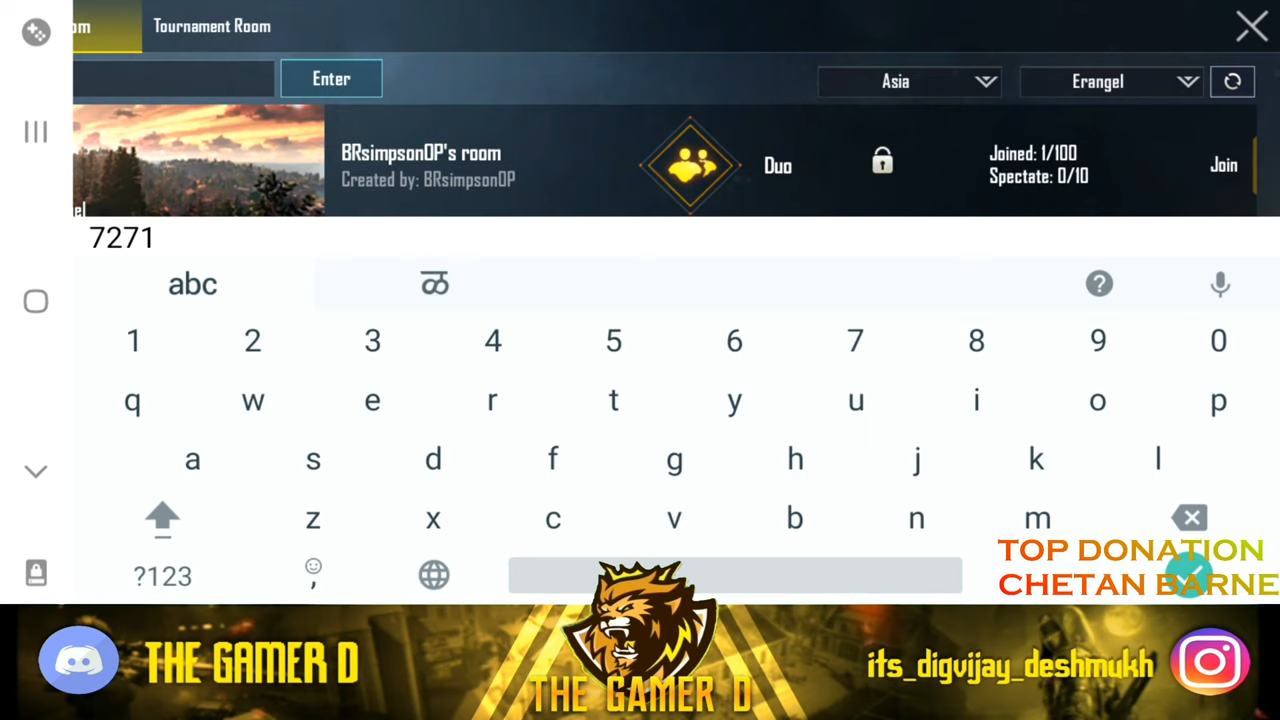 om
Tournament Room
Enter
Asia
Erangel
BRsimpsonOP's room
Created by: BRsimpsonOP
Duo
Joined: 1/100
Spectate: 0/10
Join
el
7271
abc
ळ
?
1 2 3 4 5 6 7 8 9 0
q w e r t y u i o p
a s d f g h j k l
z x c v b n m
?123
,
TOP DONATION
CHETAN BARNE
THE GAMER D
THE GAMER D
its_digvijay_deshmukh